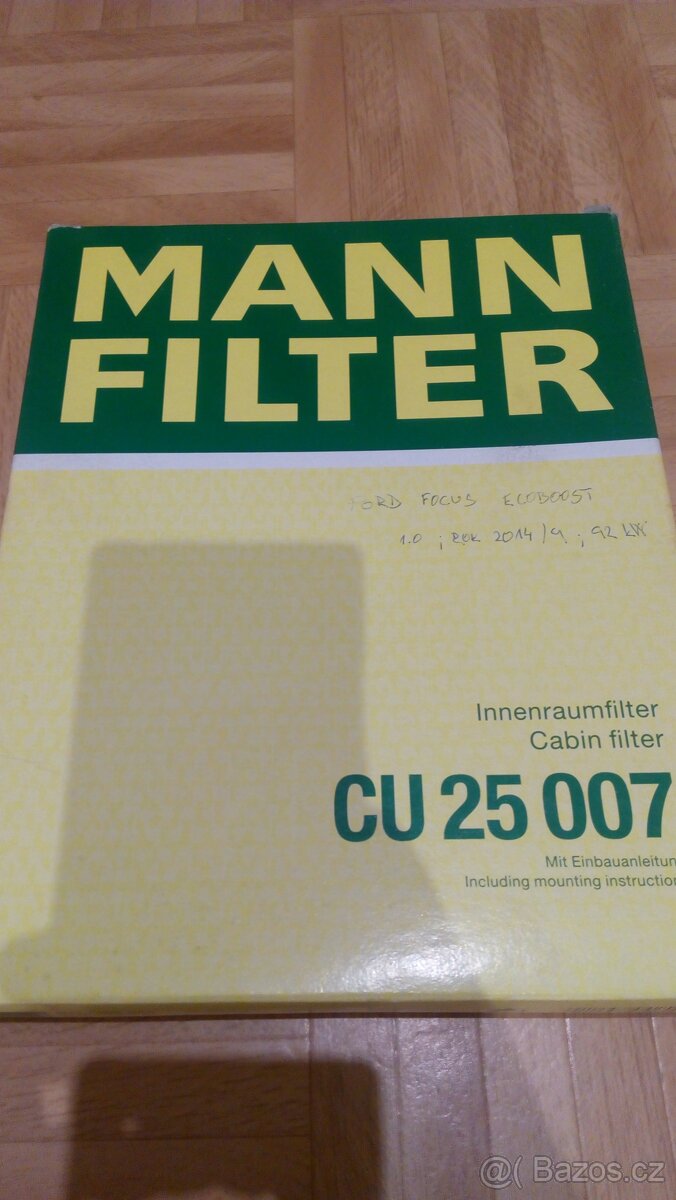 MANN
FILTER
FORD FOCUS ECOBOOST
1.0 ; ROK 2014/9. ; 92 kW
Innenraumfilter
Cabin filter
CU 25 007
Mit Einbauanleitun
Including mounting instruction
@( Bazos.cz